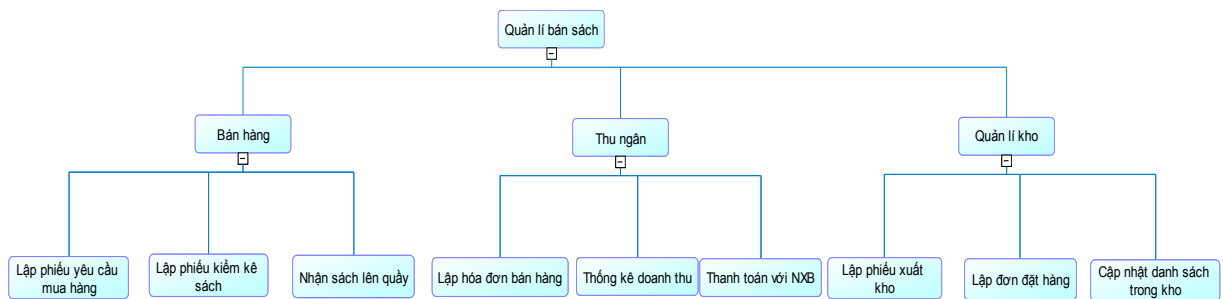 Quản lí bán sách
Bán hàng
Thu ngân
Quản lí kho
Lập phiếu yêu cầu
mua hàng
Lập phiếu kiểm kê
sách
Nhận sách lên quầy
Lập hóa đơn bán hàng
Thống kê doanh thu
Thanh toán với NXB
Lập phiếu xuất
kho
Lập đơn đặt hàng
Cập nhật danh sách
trong kho